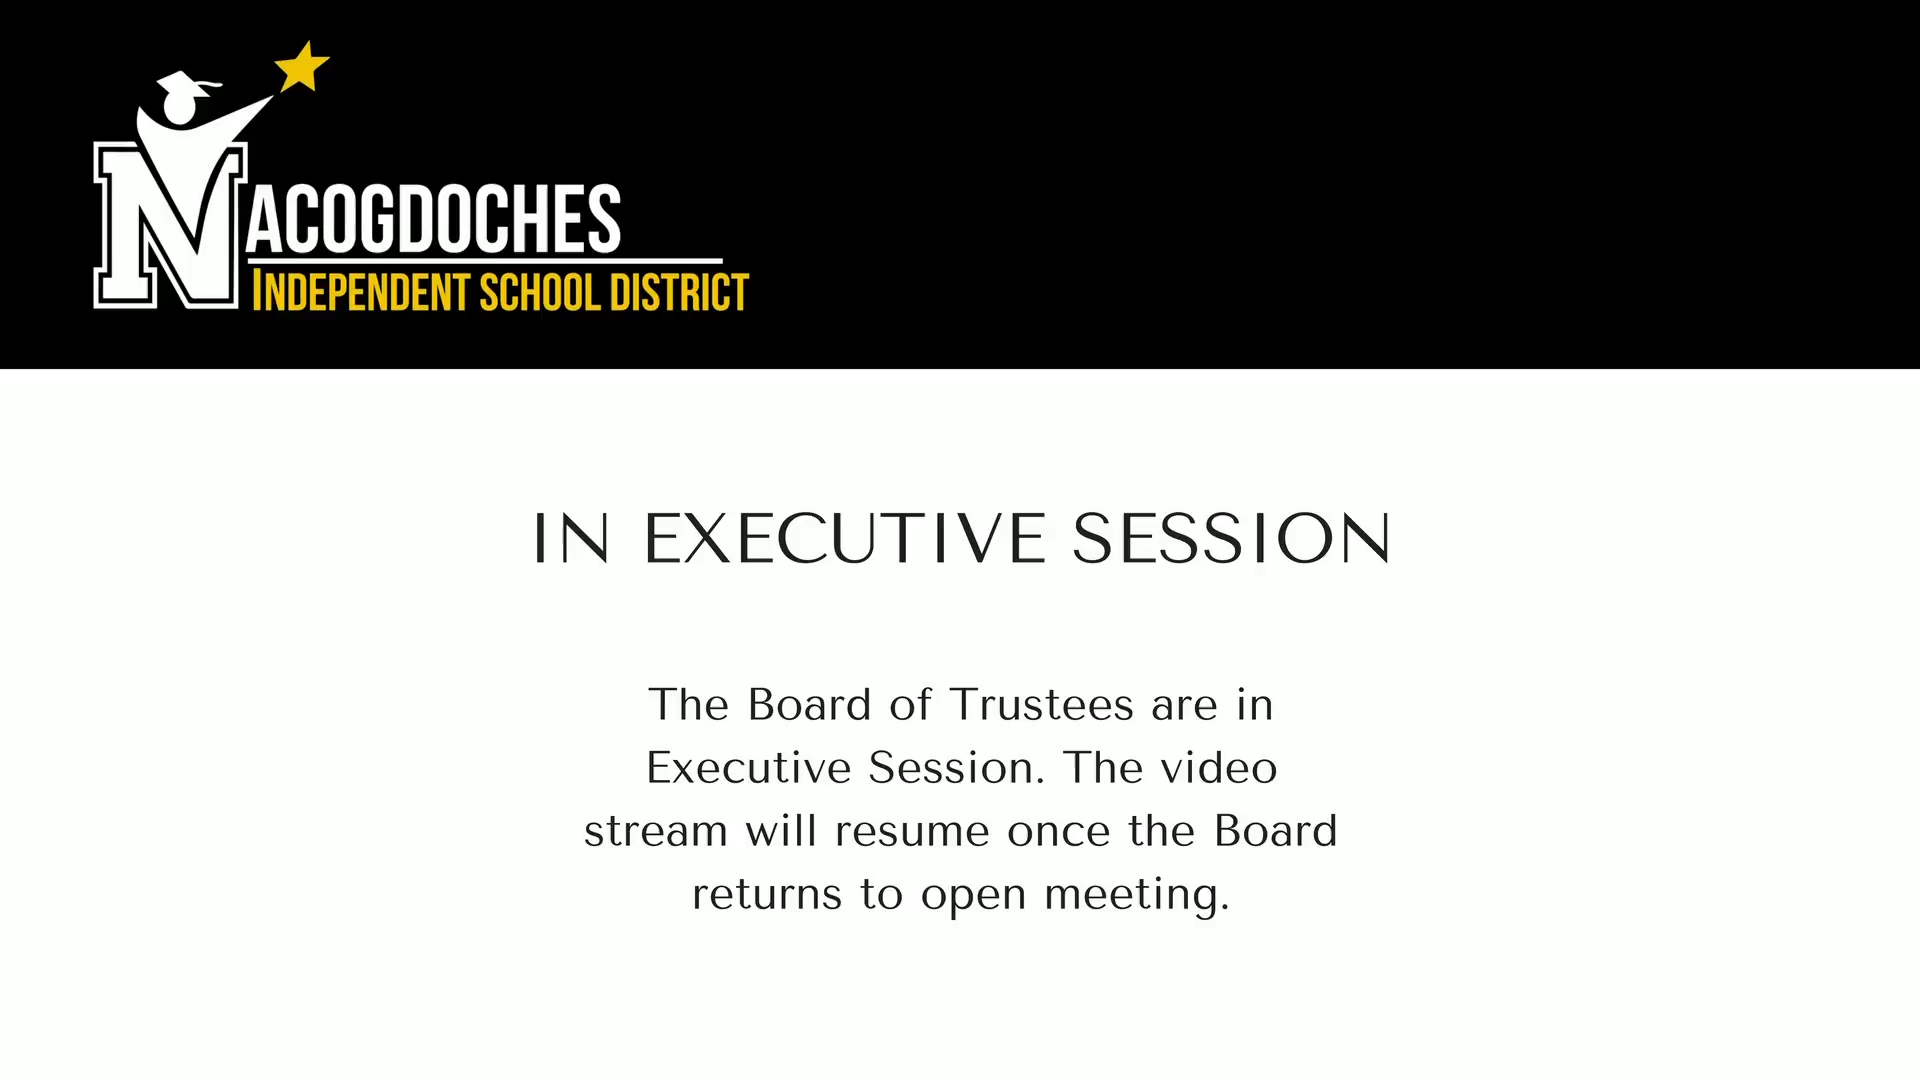 NACOGDOCHES
INDEPENDENT SCHOOL DISTRICT
IN EXECUTIVE SESSION
The Board of Trustees are in
Executive Session. The video
stream will resume once the Board
returns to open meeting.